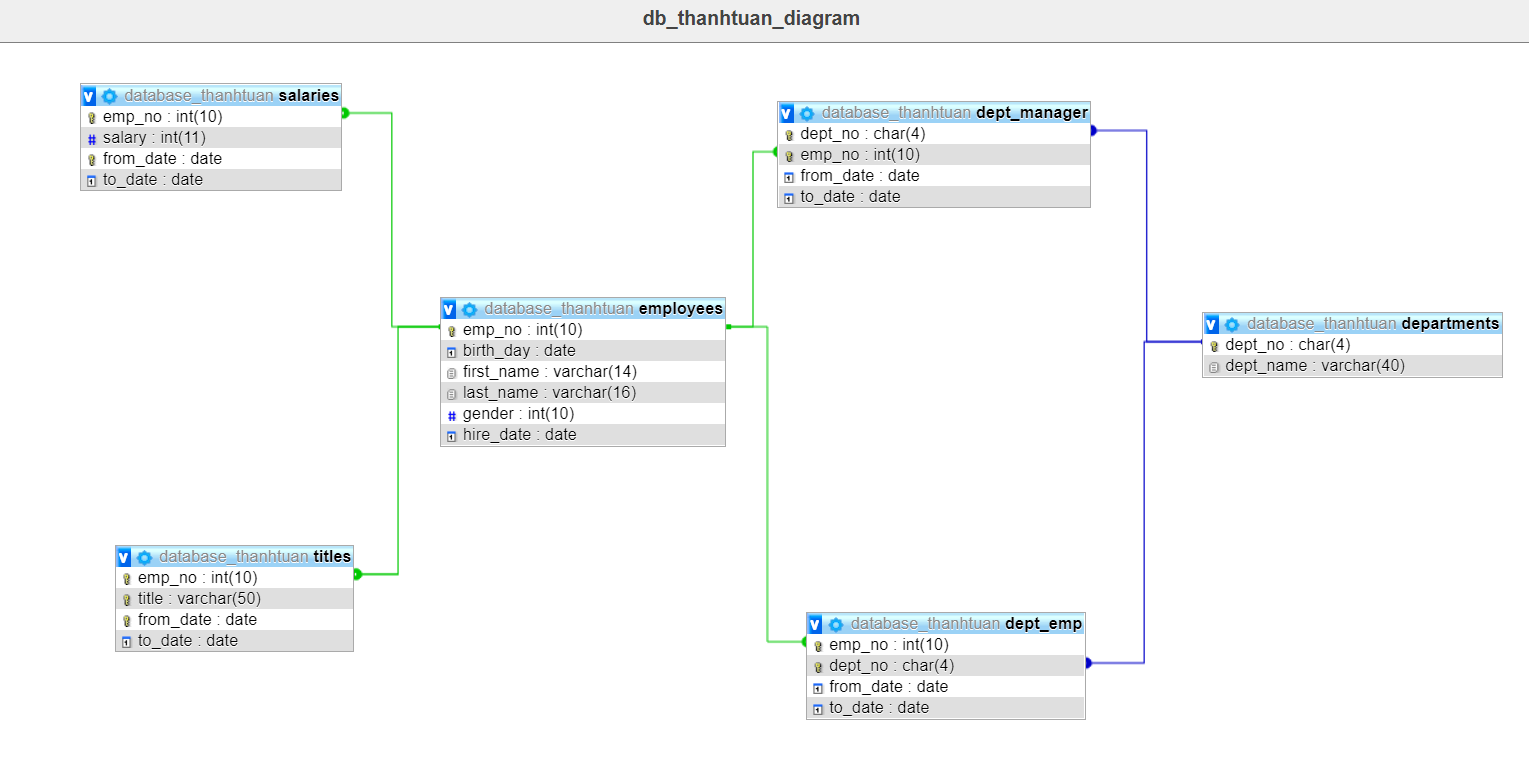 db_thanhtuan_diagram
database_thanhtuan salaries
emp_no : int(10)
salary : int(11)
from_date : date
to_date : date
database_thanhtuan dept_manager
dept_no : char(4)
emp_no : int(10)
from_date : date
to_date : date
database_thanhtuan employees
emp_no : int(10)
birth_day : date
first_name : varchar(14)
last_name : varchar(16)
gender : int(10)
hire_date : date
database_thanhtuan departments
dept_no : char(4)
dept_name : varchar(40)
database_thanhtuan titles
emp_no : int(10)
title : varchar(50)
from_date : date
to_date : date
database_thanhtuan dept_emp
emp_no : int(10)
dept_no : char(4)
from_date : date
to_date : date